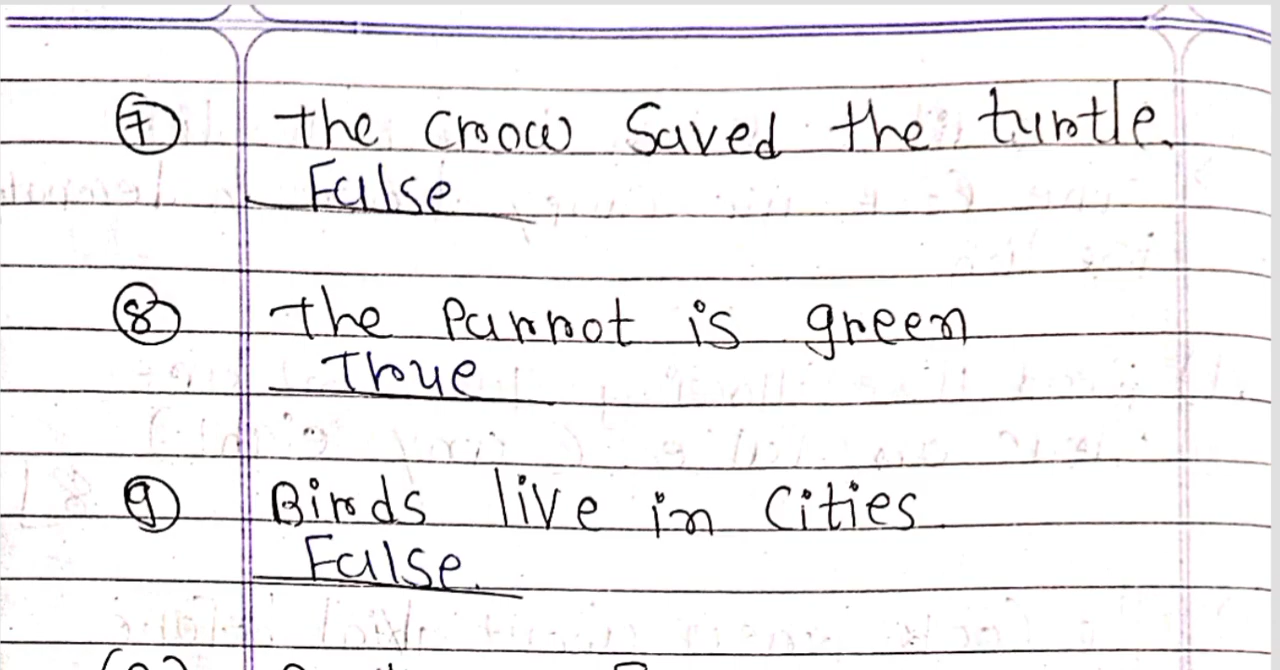 ⑦ the crow Saved the turtle.
False
⑧ the parrot is green
True
⑨ Birds live in Cities
False.